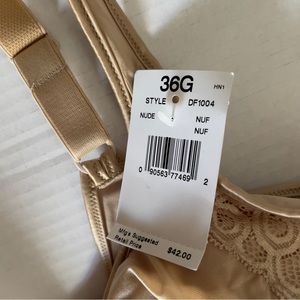 36G
HN1
STYLE DF1004
NUDE NUF
NUF
0 90563 77469 2
Mfg's Suggested
Retail Price $42.00